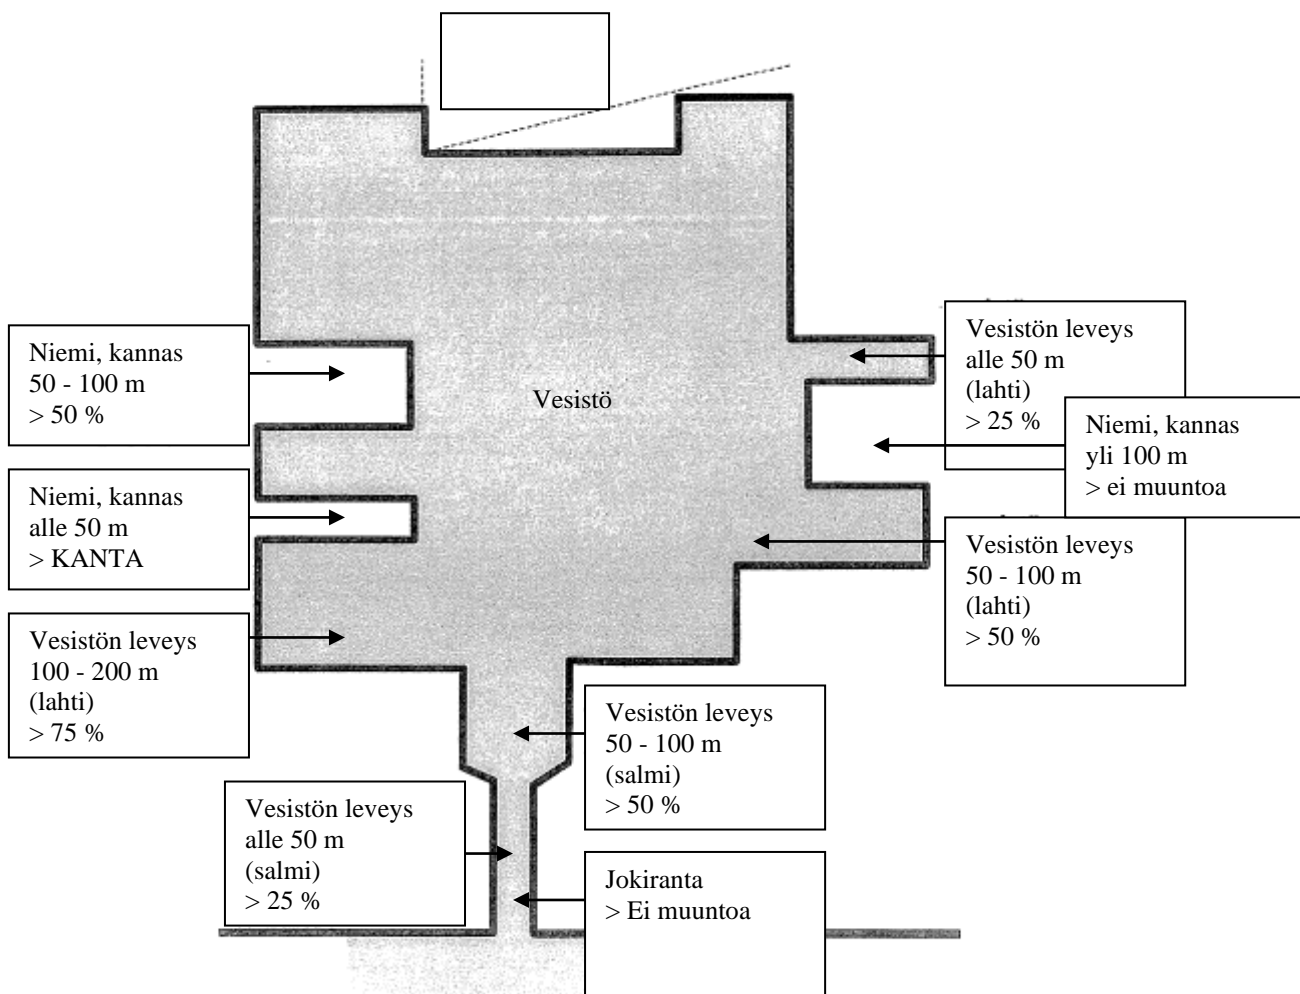 Niemi, kannas
50 - 100 m
> 50 %
Vesistö
Vesistön leveys
alle 50 m
(lahti)
> 25 %
Niemi, kannas
yli 100 m
> ei muuntoa
Niemi, kannas
alle 50 m
> KANTA
Vesistön leveys
50 - 100 m
(lahti)
> 50 %
Vesistön leveys
100 - 200 m
(lahti)
> 75 %
Vesistön leveys
50 - 100 m
(salmi)
> 50 %
Vesistön leveys
alle 50 m
(salmi)
> 25 %
Jokiranta
> Ei muuntoa